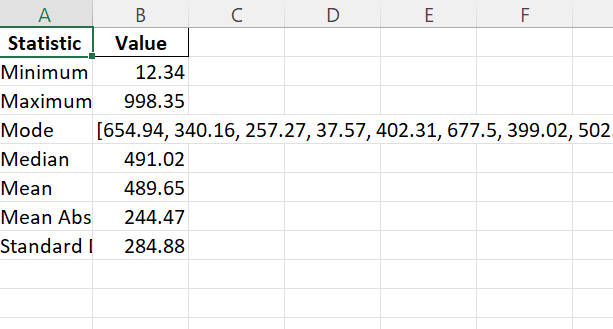 A B C D E F
Statistic Value
Minimum 12.34
Maximum 998.35
Mode [654.94, 340.16, 257.27, 37.57, 402.31, 677.5, 399.02, 502
Median 491.02
Mean 489.65
Mean Abs 244.47
Standard 284.88